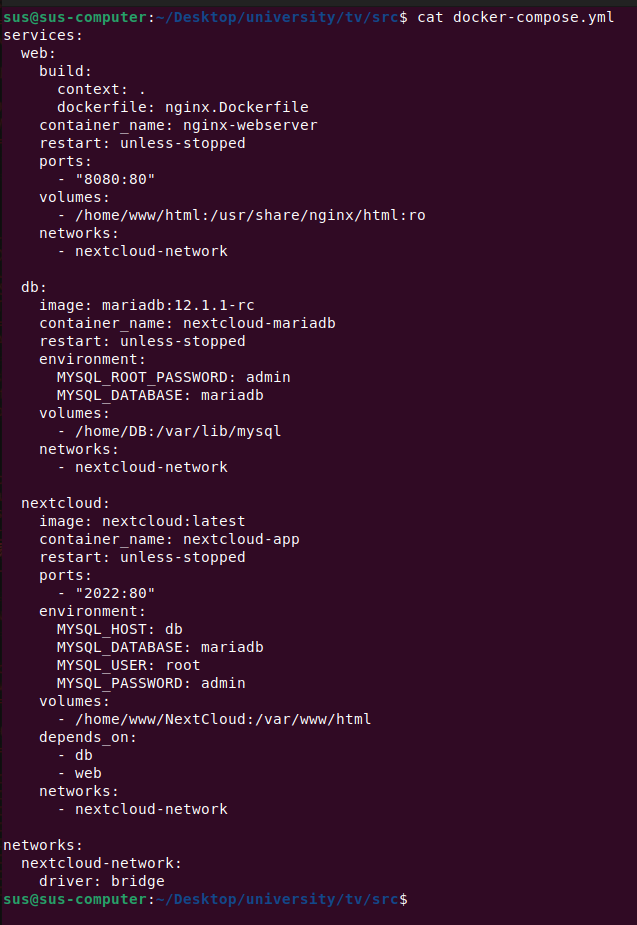 sus@sus-computer:~/Desktop/university/tv/src$ cat docker-compose.yml
services:
  web:
    build:
      context: .
      dockerfile: nginx.Dockerfile
    container_name: nginx-webserver
    restart: unless-stopped
    ports:
      - "8080:80"
    volumes:
      - /home/www/html:/usr/share/nginx/html:ro
    networks:
      - nextcloud-network

  db:
    image: mariadb:12.1.1-rc
    container_name: nextcloud-mariadb
    restart: unless-stopped
    environment:
      MYSQL_ROOT_PASSWORD: admin
      MYSQL_DATABASE: mariadb
    volumes:
      - /home/DB:/var/lib/mysql
    networks:
      - nextcloud-network

  nextcloud:
    image: nextcloud:latest
    container_name: nextcloud-app
    restart: unless-stopped
    ports:
      - "2022:80"
    environment:
      MYSQL_HOST: db
      MYSQL_DATABASE: mariadb
      MYSQL_USER: root
      MYSQL_PASSWORD: admin
    volumes:
      - /home/www/NextCloud:/var/www/html
    depends_on:
      - db
      - web
    networks:
      - nextcloud-network

networks:
  nextcloud-network:
    driver: bridge
sus@sus-computer:~/Desktop/university/tv/src$